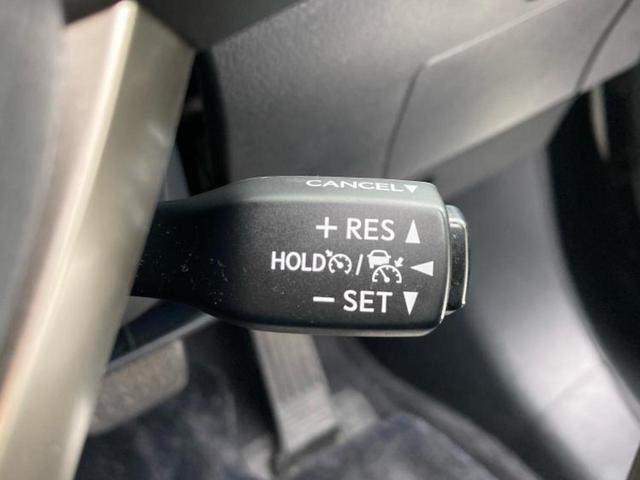 CANCEL▼
+ RES ▲
HOLD / ◀
− SET ▼